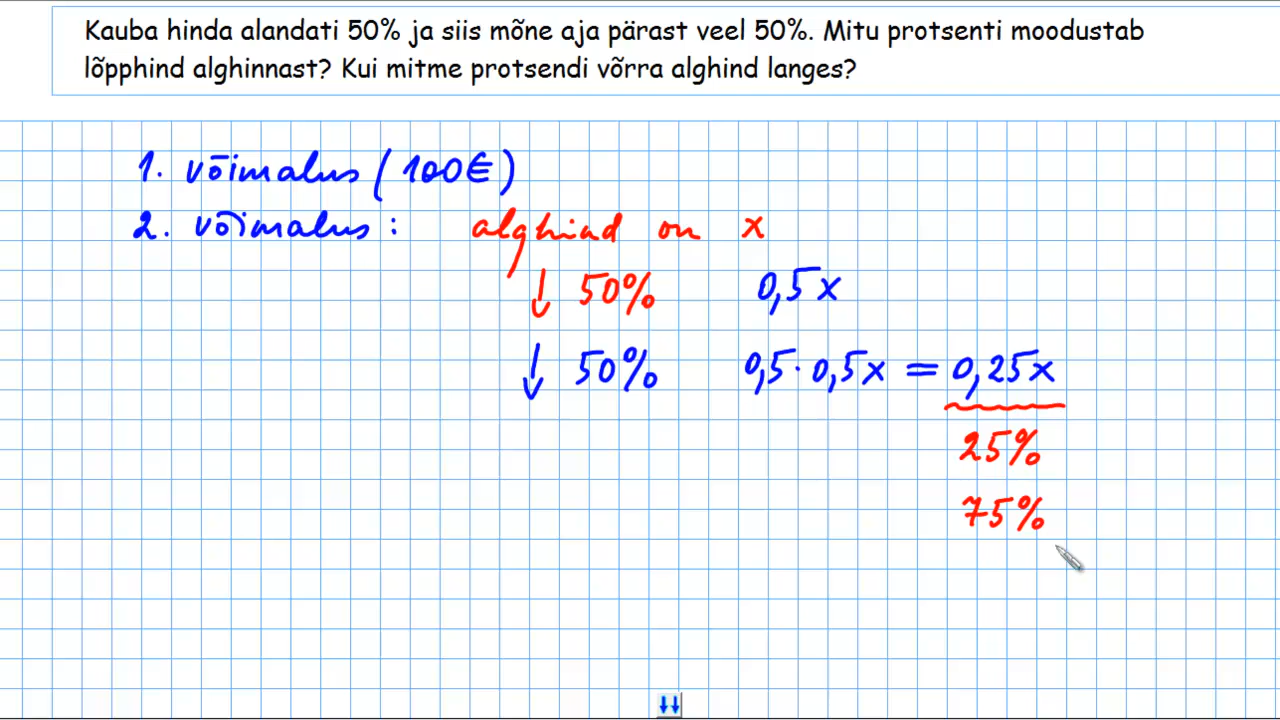 Kauba hinda alandati 50% ja siis mõne aja pärast veel 50%. Mitu protsenti moodustab
lõpphind alghinnast? Kui mitme protsendi võrra alghind langes?
1. võimalus (100€)
2. võimalus: alghind on x
↓ 50% 0,5x
↓ 50% 0,5·0,5x = 0,25x
25%
75%